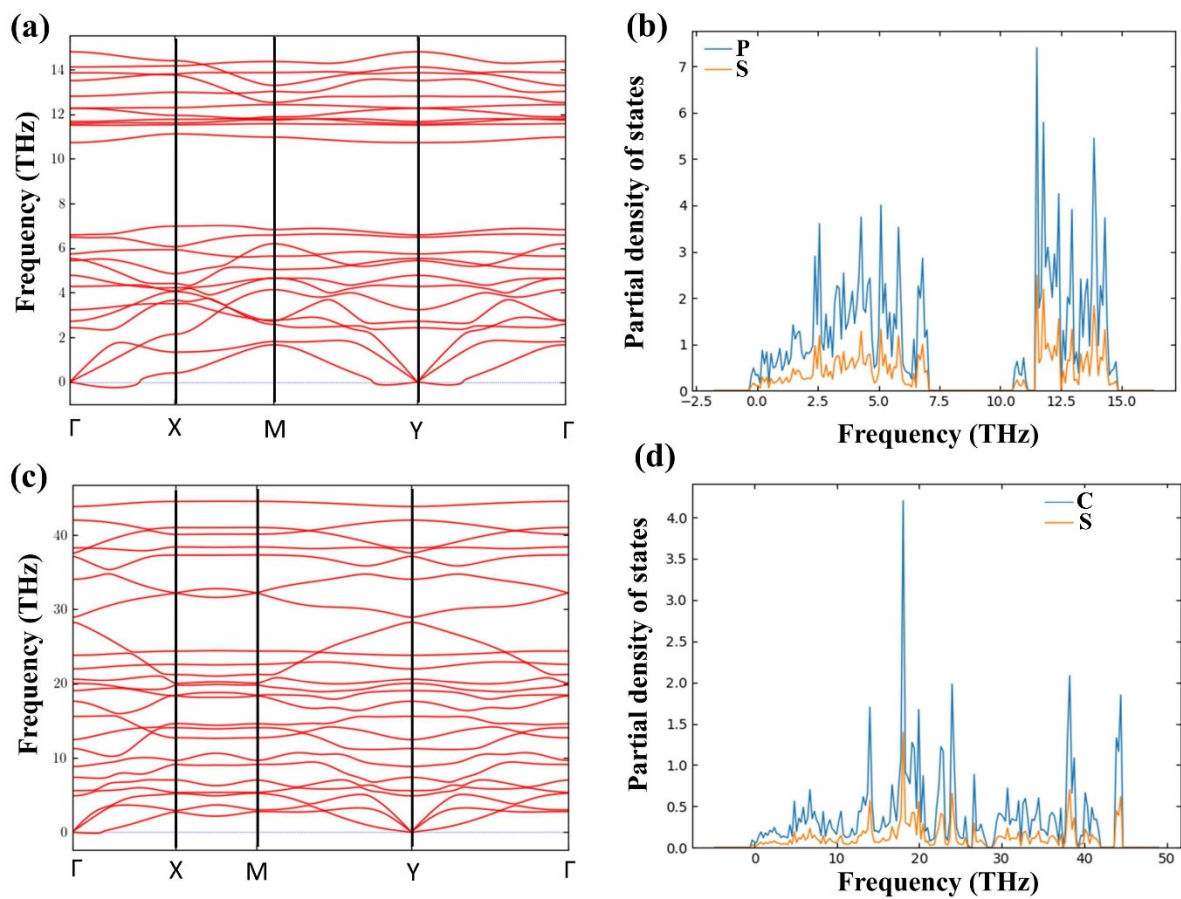 (a)
Frequency (THz)
14
12
10
8
6
4
2
0
Γ X M Y Γ
(b)
P
S
Partial density of states
7
6
5
4
3
2
1
0
−2.5 0.0 2.5 5.0 7.5 10.0 12.5 15.0
Frequency (THz)
(c)
Frequency (THz)
40
30
20
10
0
Γ X M Y Γ
(d)
C
S
Partial density of states
4.0
3.5
3.0
2.5
2.0
1.5
1.0
0.5
0.0
0 10 20 30 40 50
Frequency (THz)